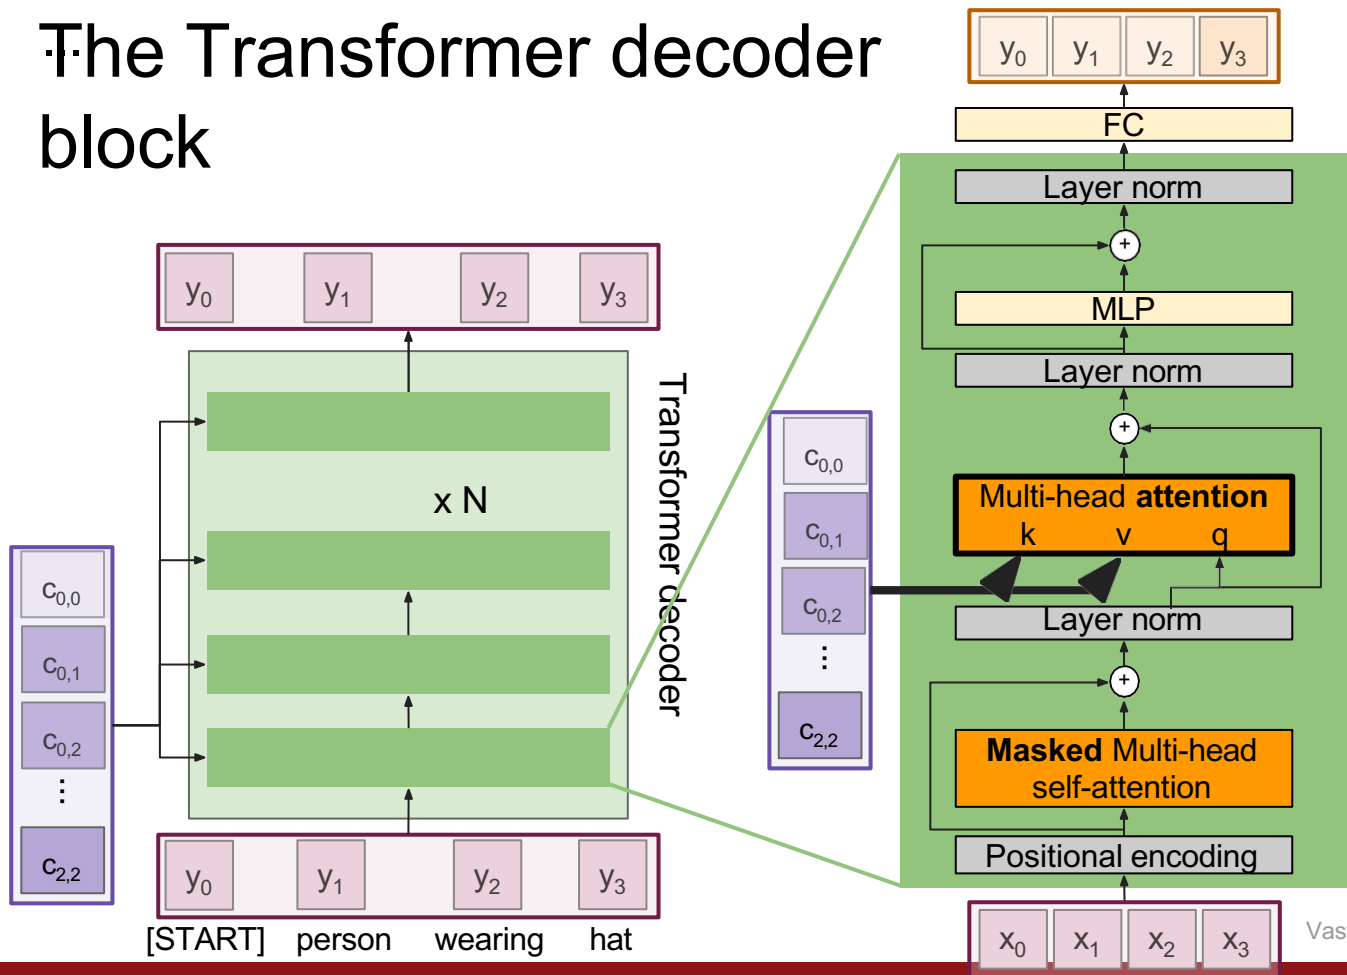 ...
The Transformer decoder
block
y0 y1 y2 y3
x N
Transformer decoder
c0,0
c0,1
c0,2
⋮
c2,2
y0 y1 y2 y3
[START] person wearing hat
y0 y1 y2 y3
FC
Layer norm
+
MLP
Layer norm
+
Multi-head attention
k v q
Layer norm
+
Masked Multi-head
self-attention
Positional encoding
x0 x1 x2 x3
c0,0
c0,1
c0,2
⋮
c2,2
Vas